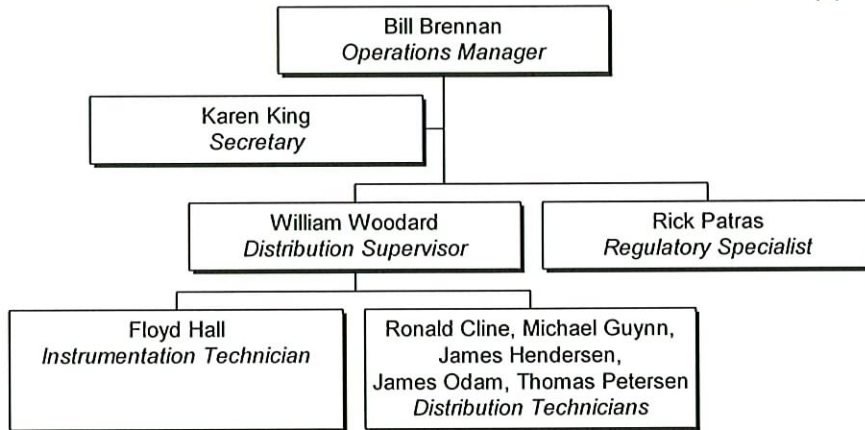 Bill Brennan
Operations Manager
Karen King
Secretary
William Woodard
Distribution Supervisor
Rick Patras
Regulatory Specialist
Floyd Hall
Instrumentation Technician
Ronald Cline, Michael Guynn,
James Hendersen,
James Odam, Thomas Petersen
Distribution Technicians